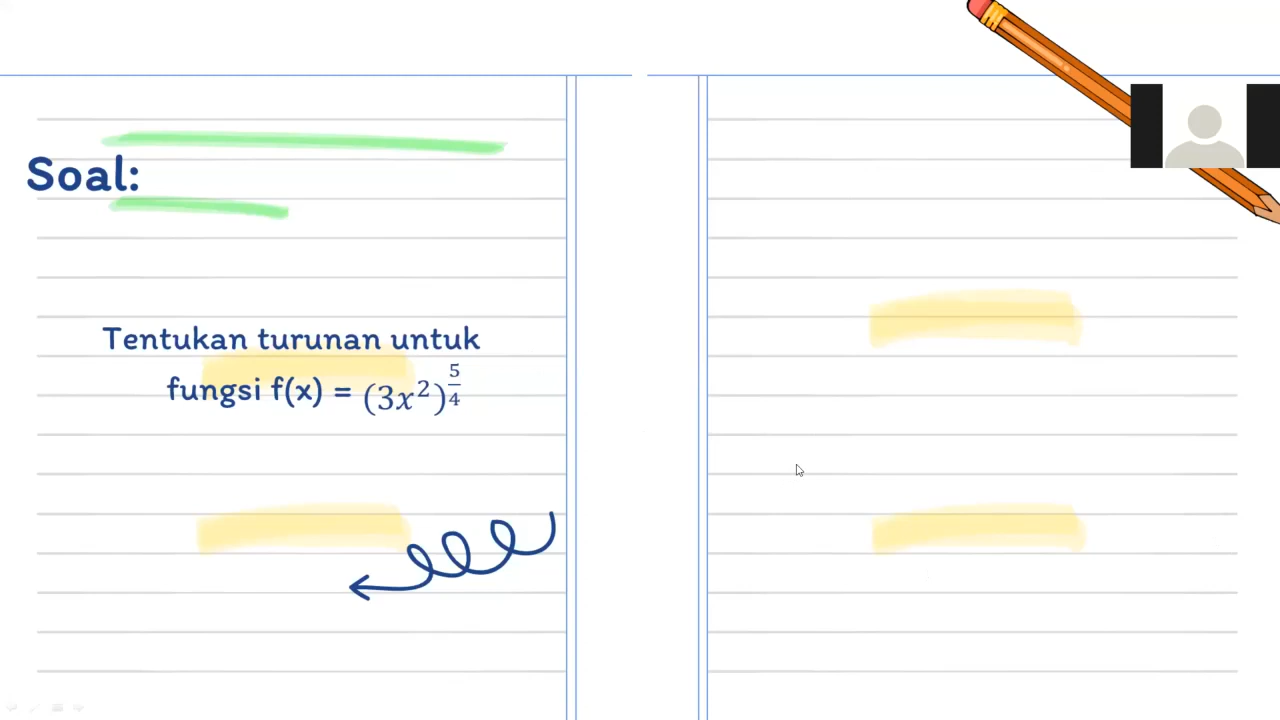 Soal:
Tentukan turunan untuk
fungsi f(x) = (3x²)^(5/4)